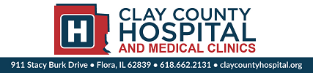 H
CLAY COUNTY
HOSPITAL
AND MEDICAL CLINICS
911 Stacy Burk Drive • Flora, IL 62839 • 618.662.2131 • claycountyhospital.org